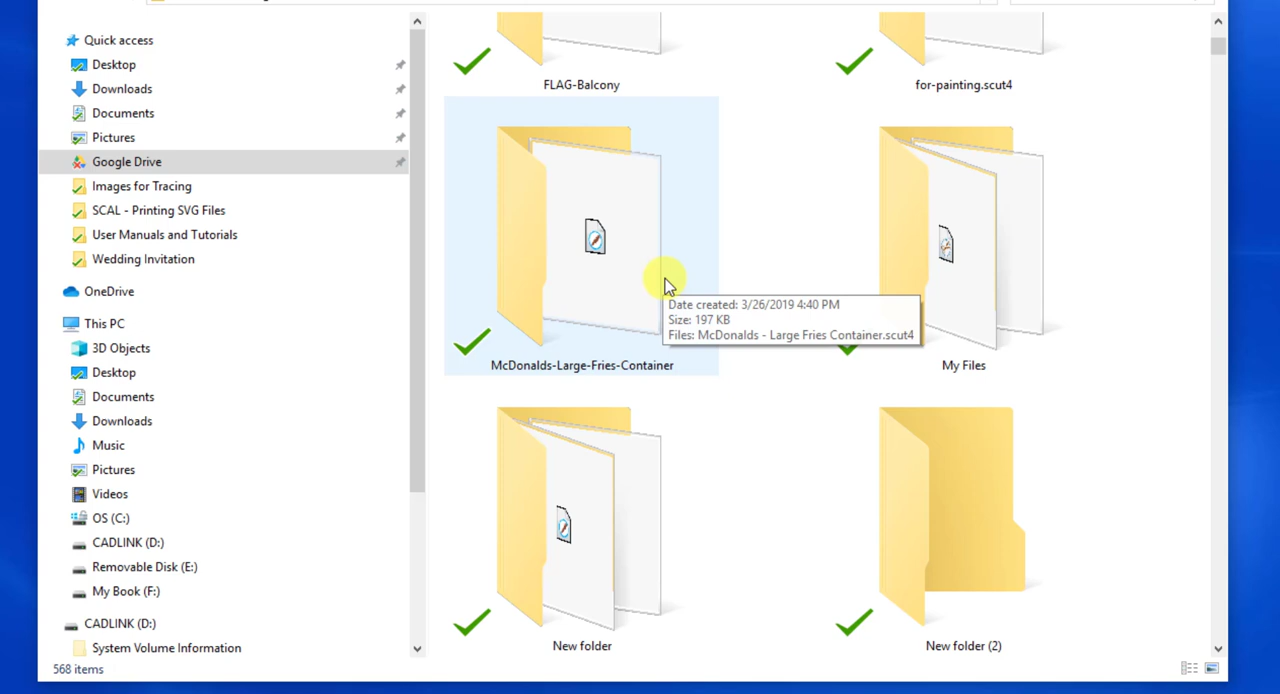 Quick access
Desktop
Downloads
Documents
Pictures
Google Drive
Images for Tracing
SCAL - Printing SVG Files
User Manuals and Tutorials
Wedding Invitation
OneDrive
This PC
3D Objects
Desktop
Documents
Downloads
Music
Pictures
Videos
OS (C:)
CADLINK (D:)
Removable Disk (E:)
My Book (F:)
CADLINK (D:)
System Volume Information
568 items
FLAG-Balcony
for-painting.scut4
Date created: 3/26/2019 4:40 PM
Size: 197 KB
Files: McDonalds - Large Fries Container.scut4
McDonalds-Large-Fries-Container
My Files
New folder
New folder (2)